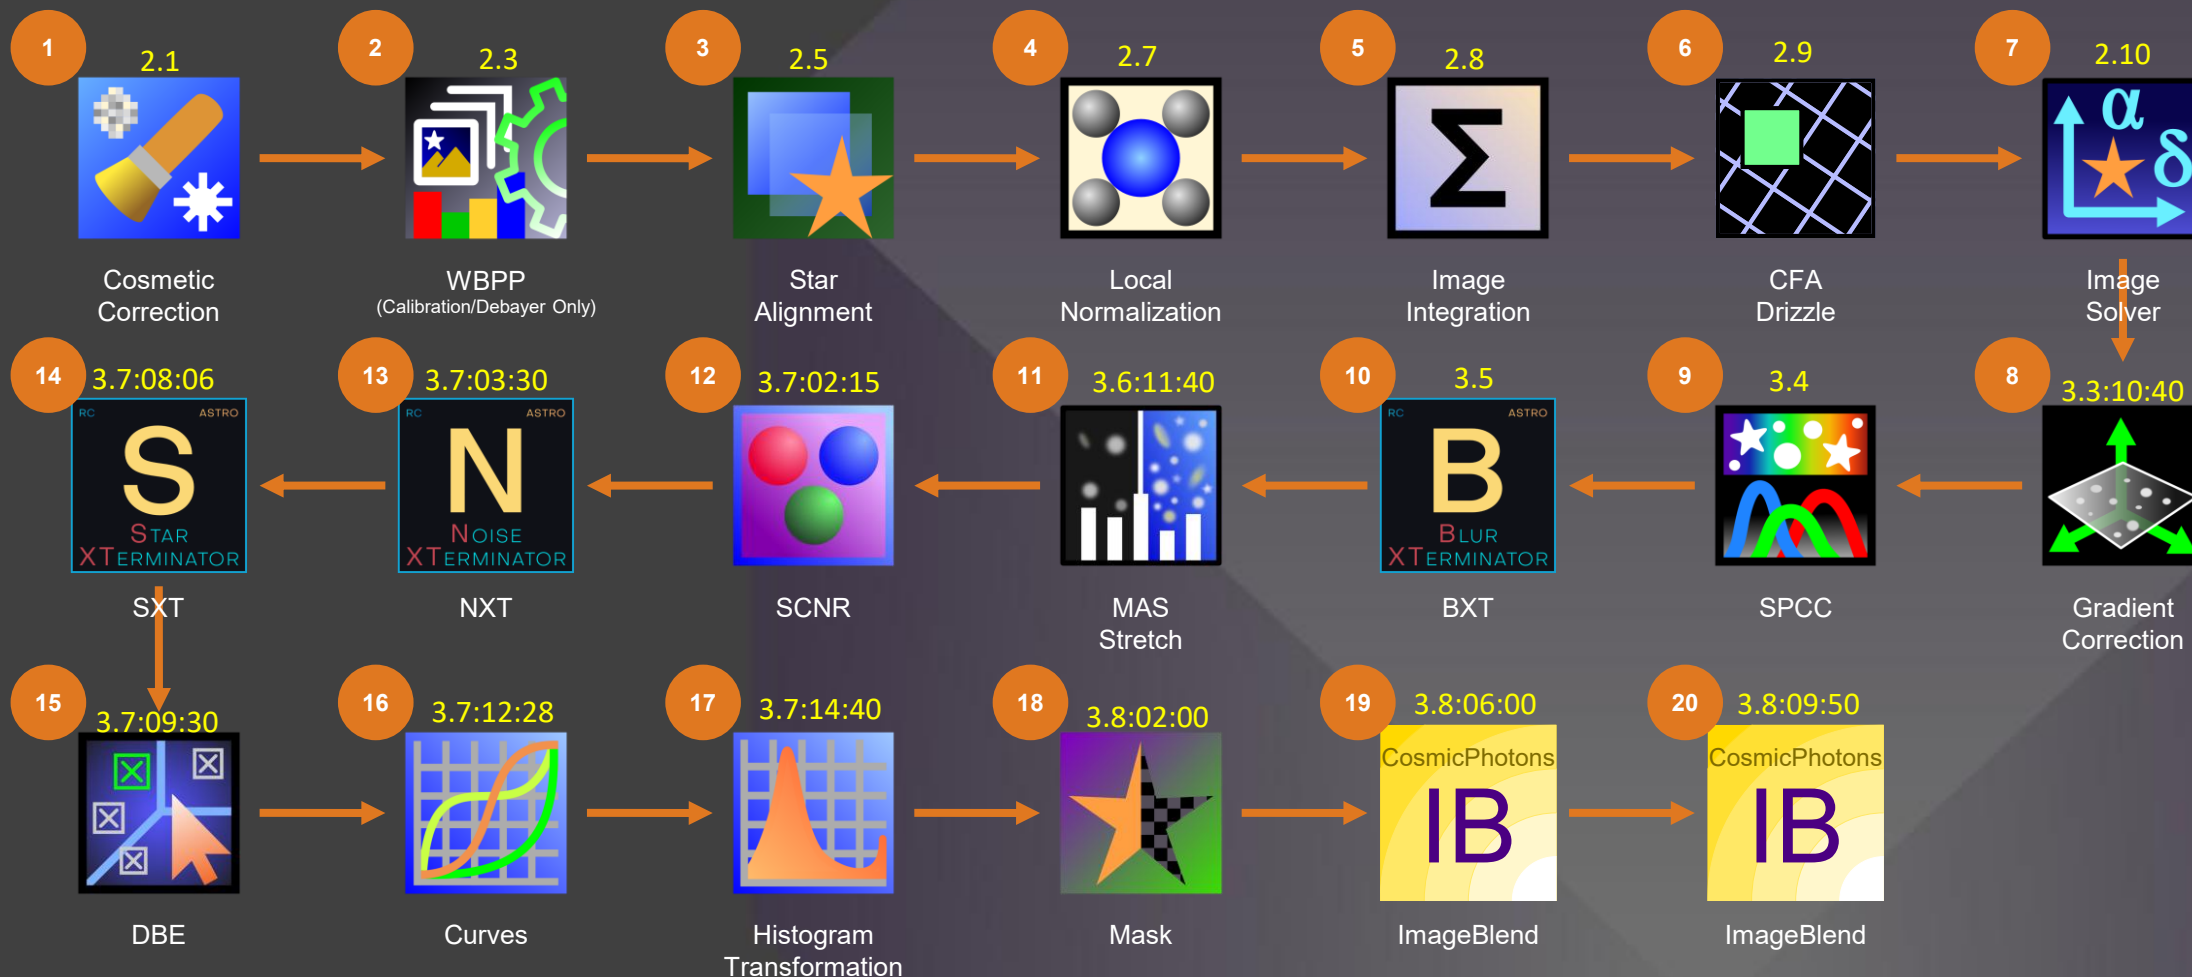 1
2.1
Cosmetic
Correction
2
2.3
WBPP
(Calibration/Debayer Only)
3
2.5
Star
Alignment
4
2.7
Local
Normalization
5
2.8
Σ
Image
Integration
6
2.9
CFA
Drizzle
7
2.10
α
δ
Image
Solver
14
3.7:08:06
RC ASTRO
S
STAR
XTERMINATOR
SXT
13
3.7:03:30
RC ASTRO
N
NOISE
XTERMINATOR
NXT
12
3.7:02:15
SCNR
11
3.6:11:40
MAS
Stretch
10
3.5
RC ASTRO
B
BLUR
XTERMINATOR
BXT
9
3.4
SPCC
8
3.3:10:40
Gradient
Correction
15
3.7:09:30
DBE
16
3.7:12:28
Curves
17
3.7:14:40
Histogram
Transformation
18
3.8:02:00
Mask
19
3.8:06:00
CosmicPhotons
IB
ImageBlend
20
3.8:09:50
CosmicPhotons
IB
ImageBlend